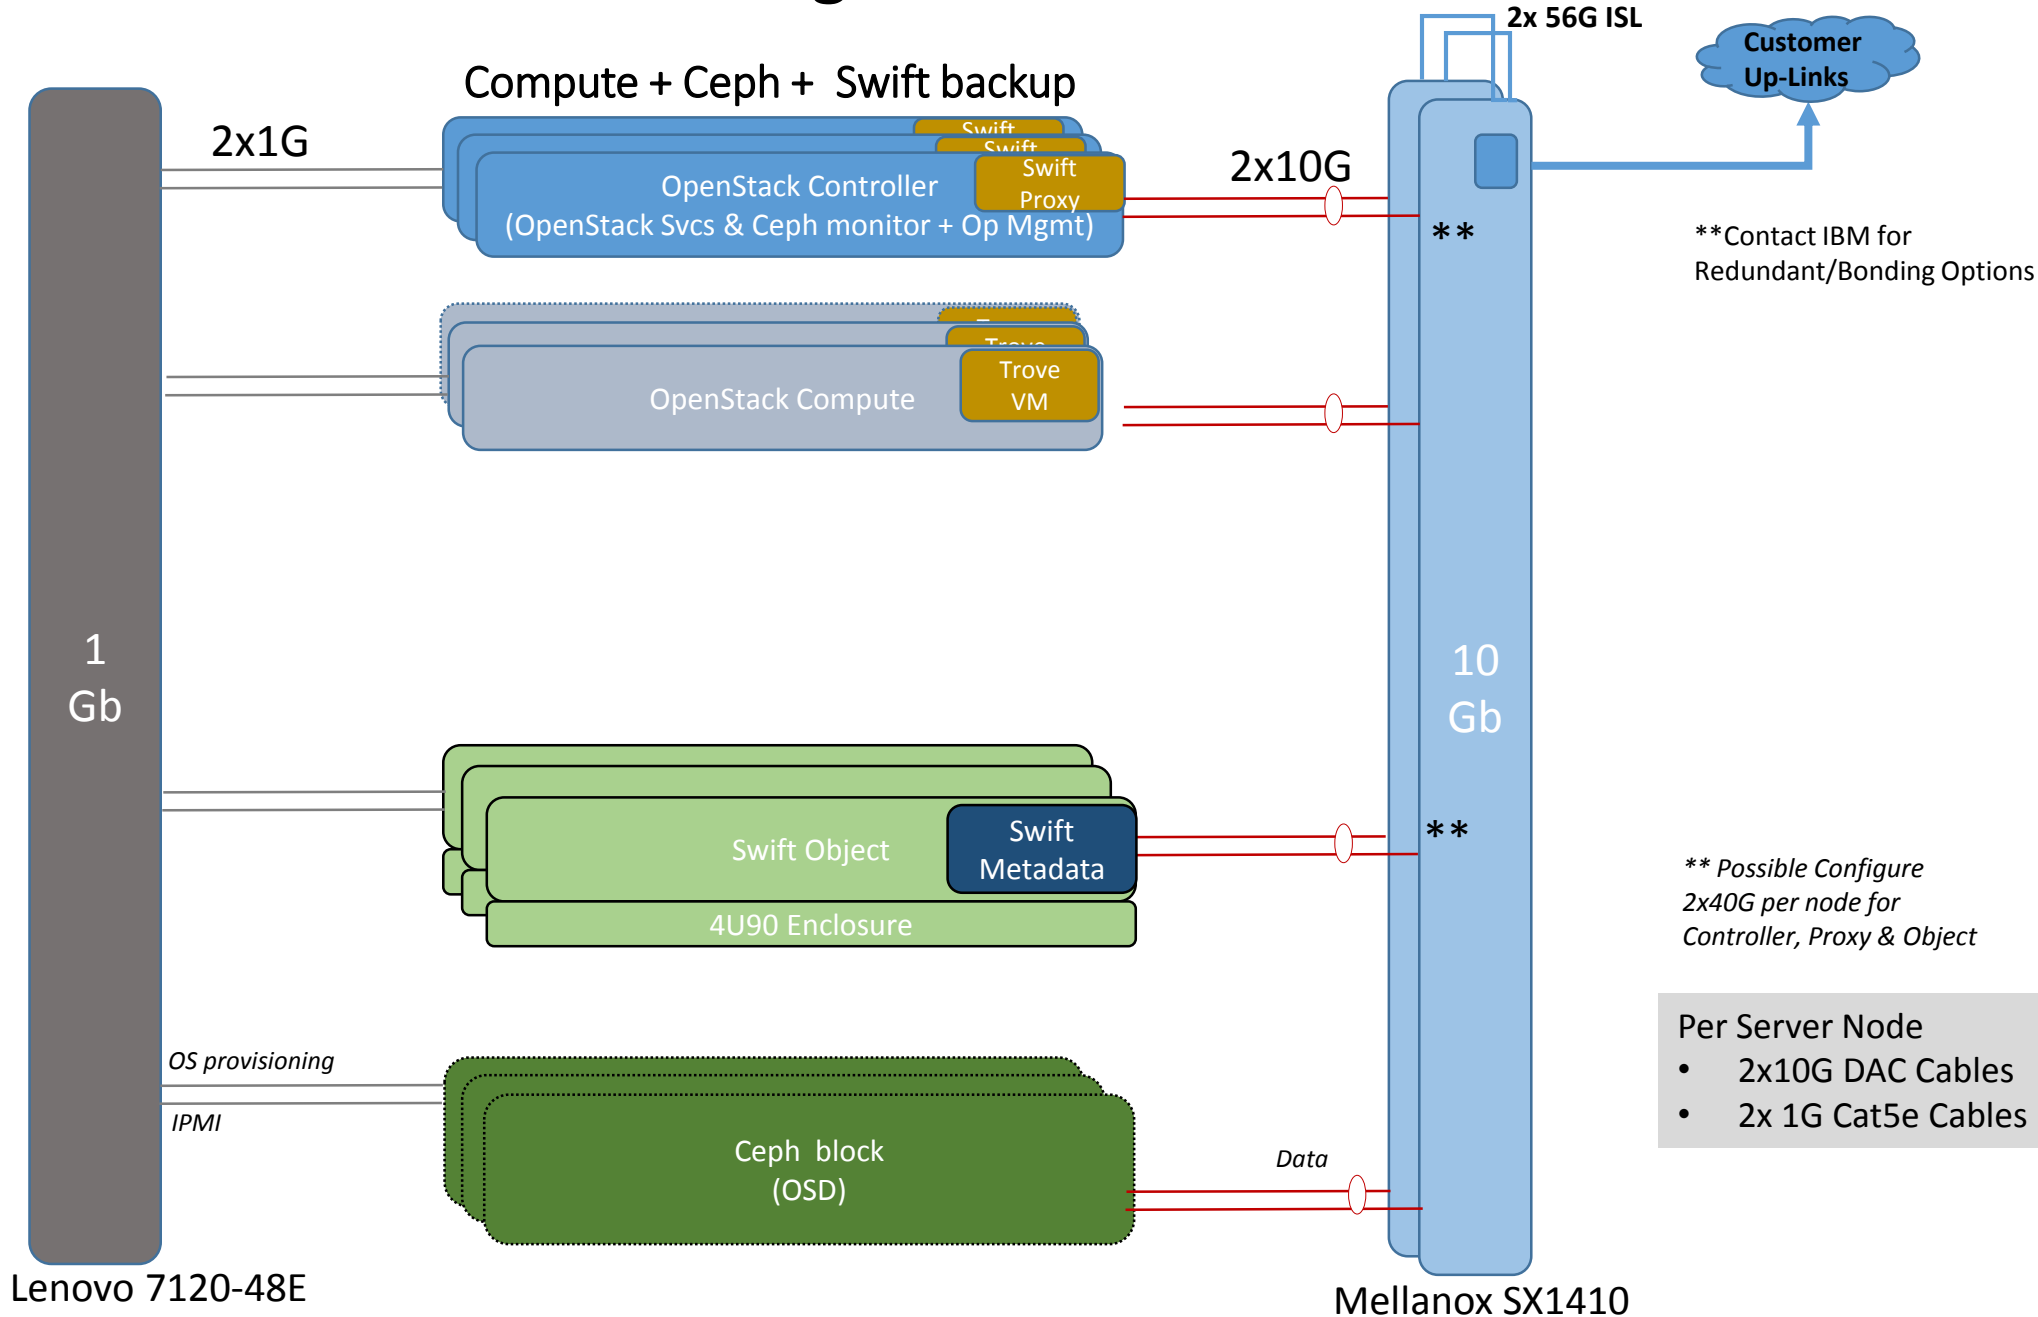 2x 56G ISL
Customer
Up-Links
Compute + Ceph + Swift backup
2x1G
Swift
Swift
Swift
Proxy
OpenStack Controller
(OpenStack Svcs & Ceph monitor + Op Mgmt)
2x10G
**
**Contact IBM for
Redundant/Bonding Options
Trove
Trove
VM
OpenStack Compute
1
Gb
10
Gb
Swift Object
Swift
Metadata
4U90 Enclosure
**
** Possible Configure
2x40G per node for
Controller, Proxy & Object
Per Server Node
• 2x10G DAC Cables
• 2x 1G Cat5e Cables
OS provisioning
IPMI
Ceph block
(OSD)
Data
Lenovo 7120-48E
Mellanox SX1410